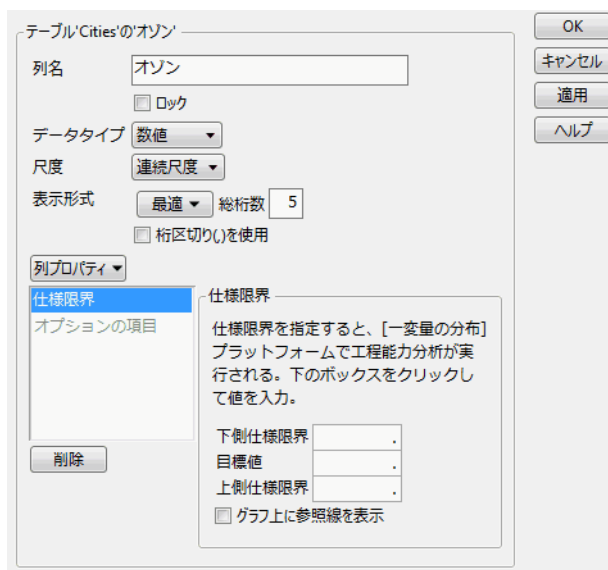 テーブル'Cities'の'オゾン'
列名 オゾン
ロック
データタイプ 数値
尺度 連続尺度
表示形式 最適 総桁数 5
桁区切り(,)を使用
列プロパティ
仕様限界
オプションの項目
削除
仕様限界
仕様限界を指定すると、[一変量の分布]
プラットフォームで工程能力分析が実
行される。下のボックスをクリックし
て値を入力。
下側仕様限界 .
目標値 .
上側仕様限界 .
グラフ上に参照線を表示
OK
キャンセル
適用
ヘルプ